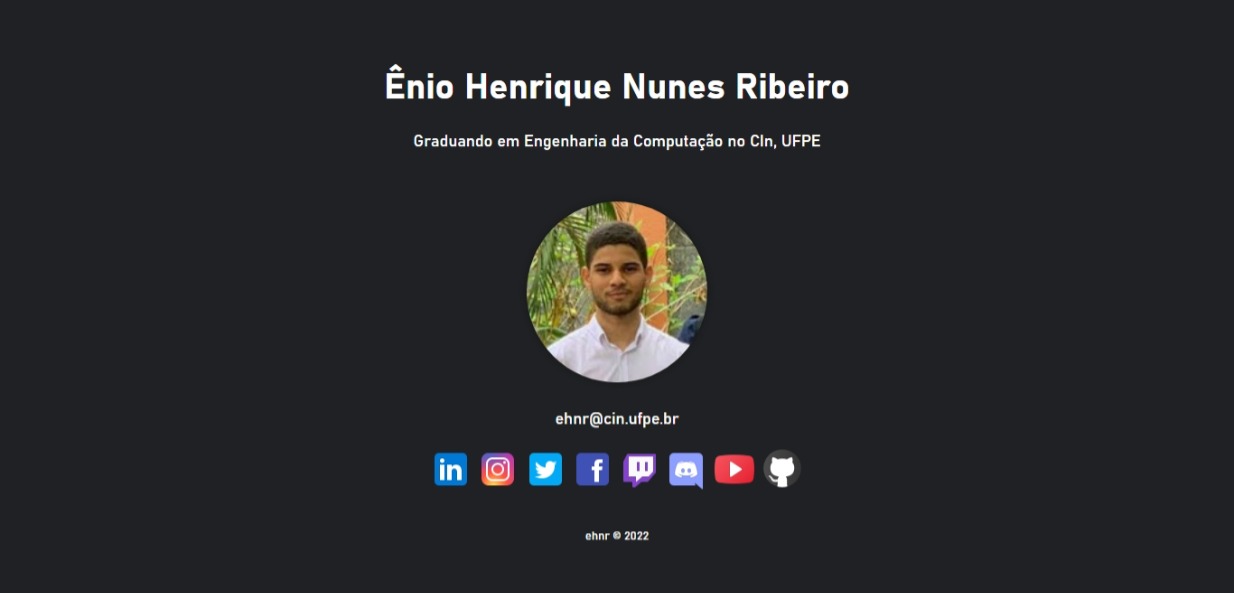 Ênio Henrique Nunes Ribeiro
Graduando em Engenharia da Computação no CIn, UFPE
ehnr@cin.ufpe.br
in
f
ehnr © 2022